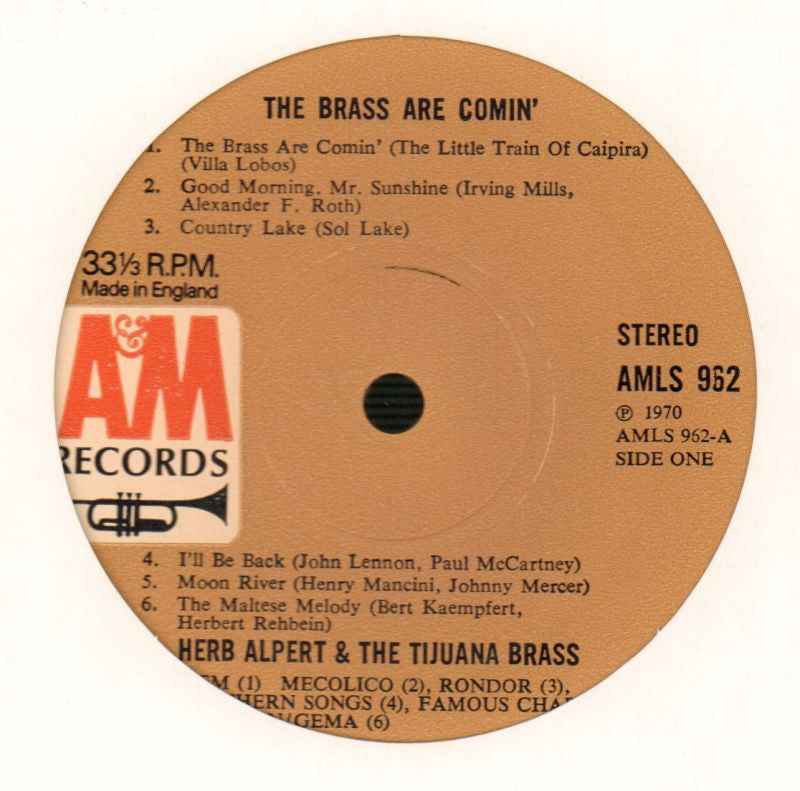 THE BRASS ARE COMIN'
1. The Brass Are Comin' (The Little Train Of Caipira)
(Villa Lobos)
2. Good Morning, Mr. Sunshine (Irving Mills,
Alexander F. Roth)
3. Country Lake (Sol Lake)
33⅓ R.P.M.
Made in England
A&M
RECORDS
STEREO
AMLS 962
℗ 1970
AMLS 962-A
SIDE ONE
4. I'll Be Back (John Lennon, Paul McCartney)
5. Moon River (Henry Mancini, Johnny Mercer)
6. The Maltese Melody (Bert Kaempfert,
Herbert Rehbein)
HERB ALPERT & THE TIJUANA BRASS
(1) MECOLICO (2), RONDOR (3),
HERN SONGS (4), FAMOUS CHA
/GEMA (6)